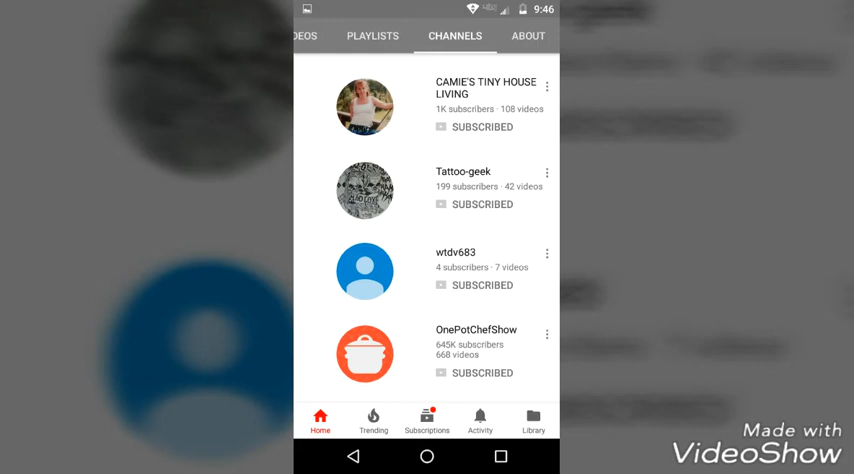 9:46
DEOS PLAYLISTS CHANNELS ABOUT
CAMIE'S TINY HOUSE
LIVING
1K subscribers · 108 videos
SUBSCRIBED
Tattoo-geek
199 subscribers · 42 videos
SUBSCRIBED
wtdv683
4 subscribers · 7 videos
SUBSCRIBED
OnePotChefShow
645K subscribers
668 videos
SUBSCRIBED
Home Trending Subscriptions Activity Library
Made with
VideoShow